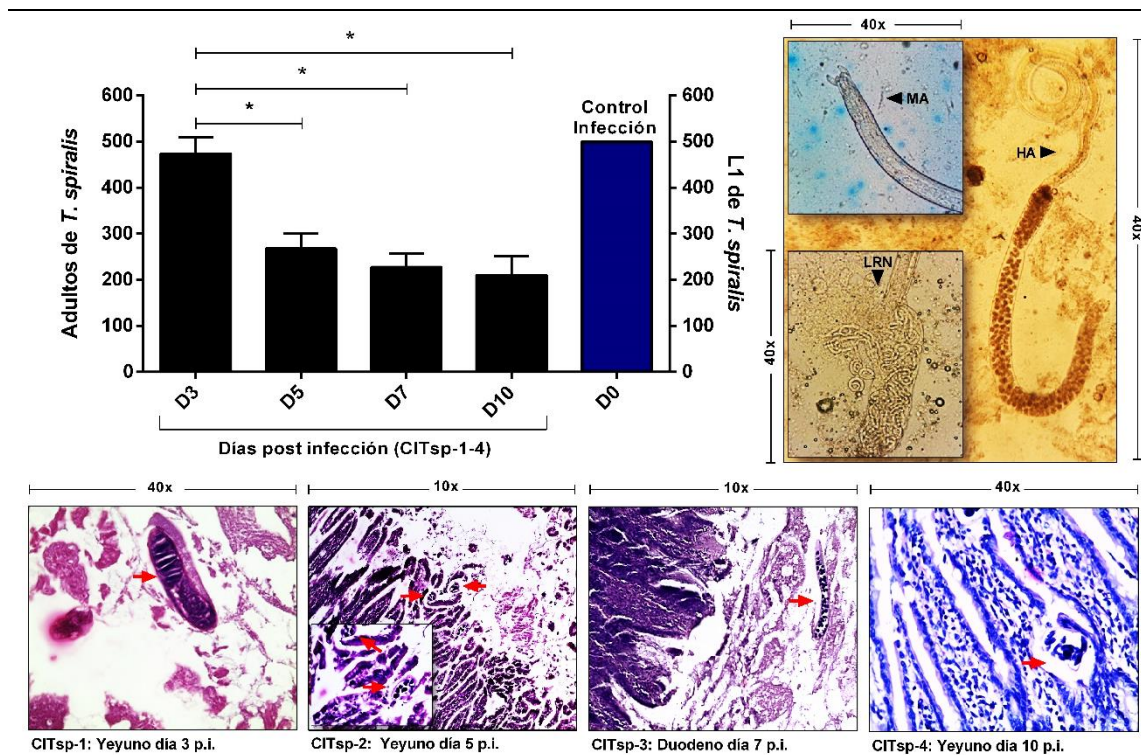 *
*
*
Adultos de T. spiralis
600
500
400
300
200
100
0
Control
Infección
600
500
400
300
200
100
0
L1 de T. spiralis
D3
D5
D7
D10
D0
Días post infección (CITsp-1-4)
40x
MA
HA
LRN
40x
40x
40x
10x
10x
40x
CITsp-1: Yeyuno día 3 p.i.
CITsp-2: Yeyuno día 5 p.i.
CITsp-3: Duodeno día 7 p.i.
CITsp-4: Yeyuno día 10 p.i.